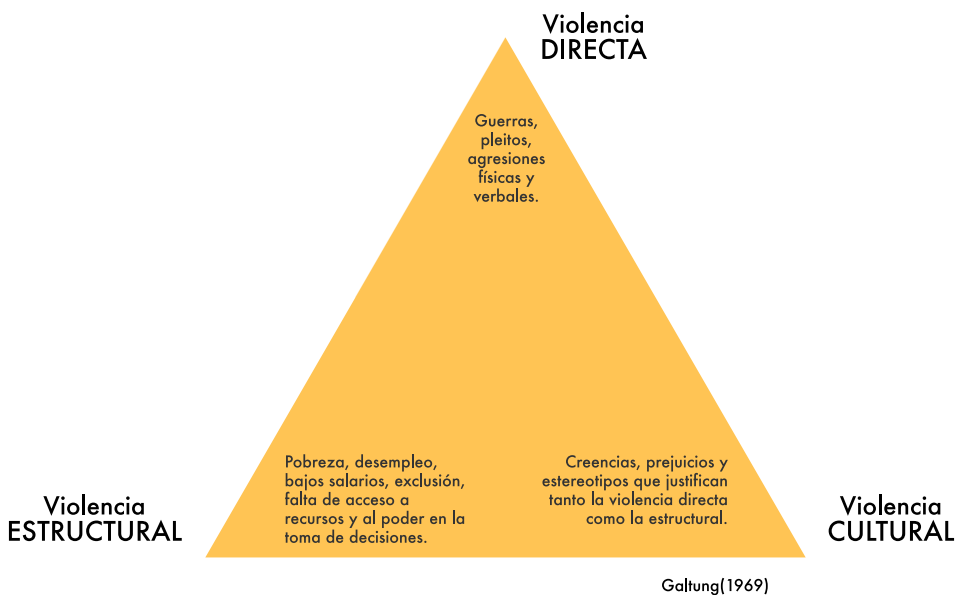 Violencia
DIRECTA
Guerras,
pleitos,
agresiones
físicas y
verbales.
Pobreza, desempleo,
bajos salarios, exclusión,
falta de acceso a
recursos y al poder en la
toma de decisiones.
Creencias, prejuicios y
estereotipos que justifican
tanto la violencia directa
como la estructural.
Violencia
ESTRUCTURAL
Violencia
CULTURAL
Galtung(1969)